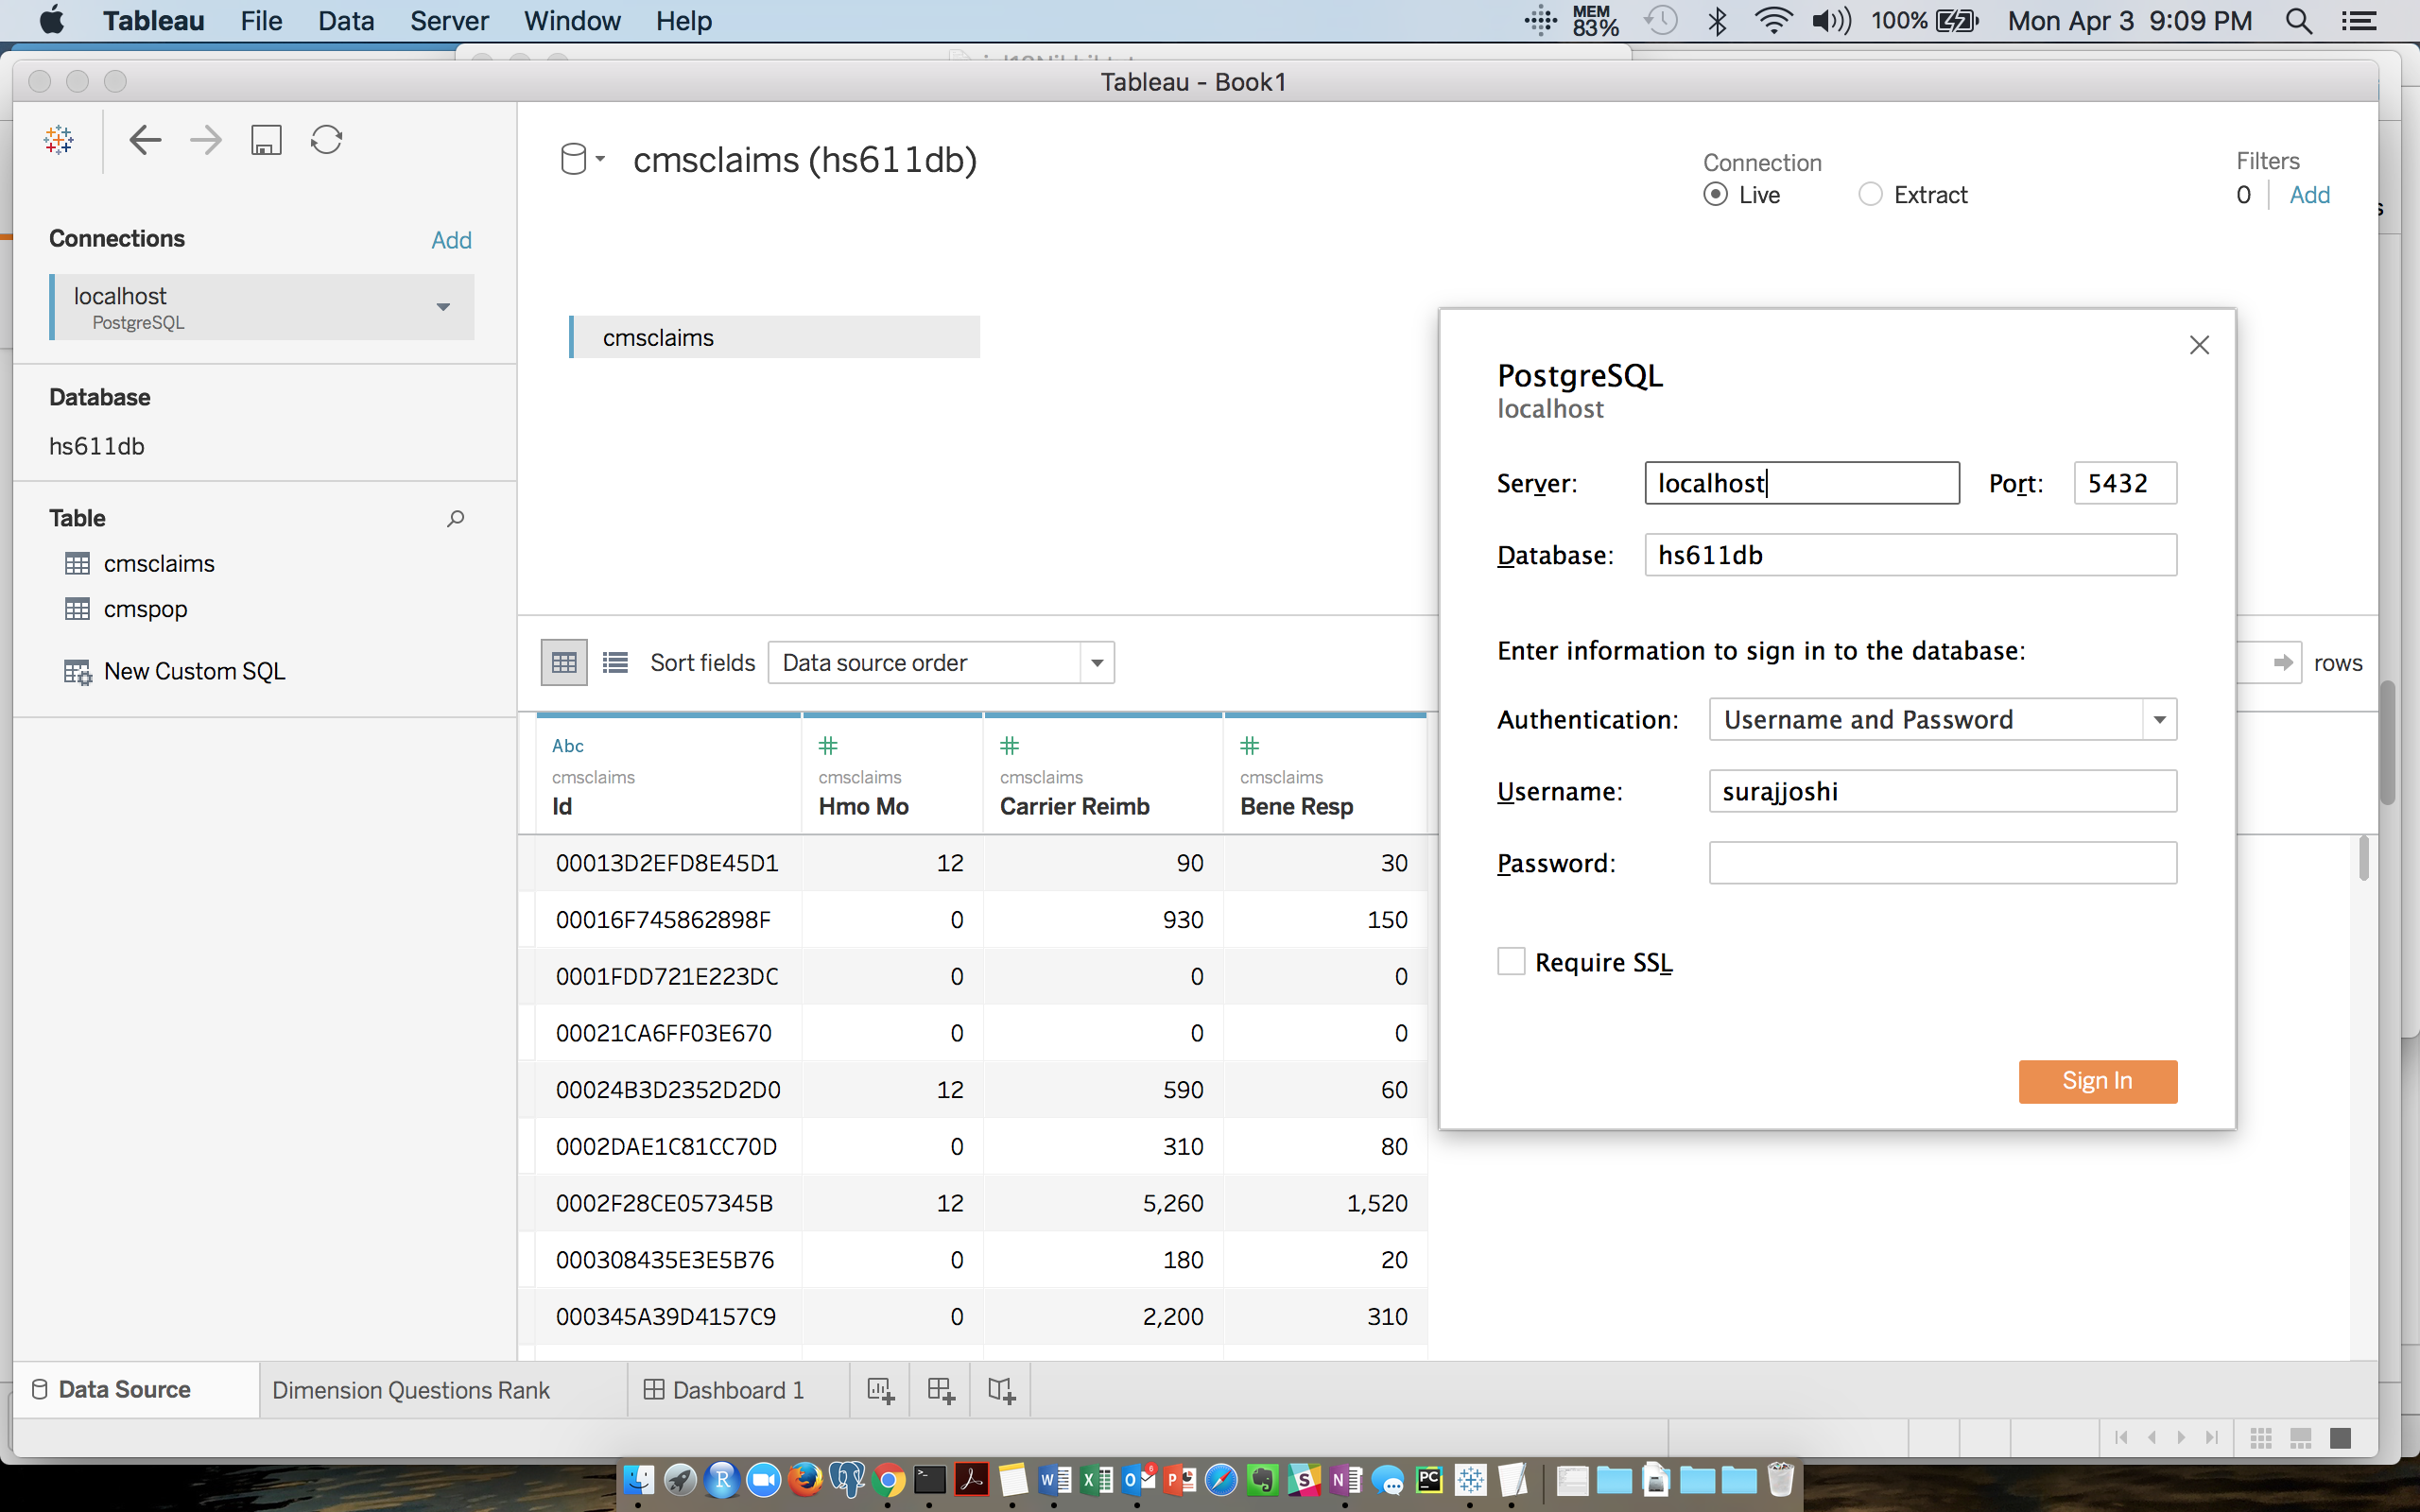 Tableau File Data Server Window Help MEM 83% 100% Mon Apr 3 9:09 PM
Tableau - Book1
cmsclaims (hs611db)
Connection
Live Extract
Filters
0 Add
Connections Add
localhost
PostgreSQL
Database
hs611db
Table
cmsclaims
cmspop
New Custom SQL
cmsclaims
PostgreSQL
localhost
Server: localhost Port: 5432
Database: hs611db
Enter information to sign in to the database:
Authentication: Username and Password
Username: surajjoshi
Password:
Require SSL
Sign In
Sort fields Data source order
rows
Abc # # #
cmsclaims cmsclaims cmsclaims cmsclaims
Id Hmo Mo Carrier Reimb Bene Resp
00013D2EFD8E45D1 12 90 30
00016F745862898F 0 930 150
0001FDD721E223DC 0 0 0
00021CA6FF03E670 0 0 0
00024B3D2352D2D0 12 590 60
0002DAE1C81CC70D 0 310 80
0002F28CE057345B 12 5,260 1,520
000308435E3E5B76 0 180 20
000345A39D4157C9 0 2,200 310
Data Source Dimension Questions Rank Dashboard 1